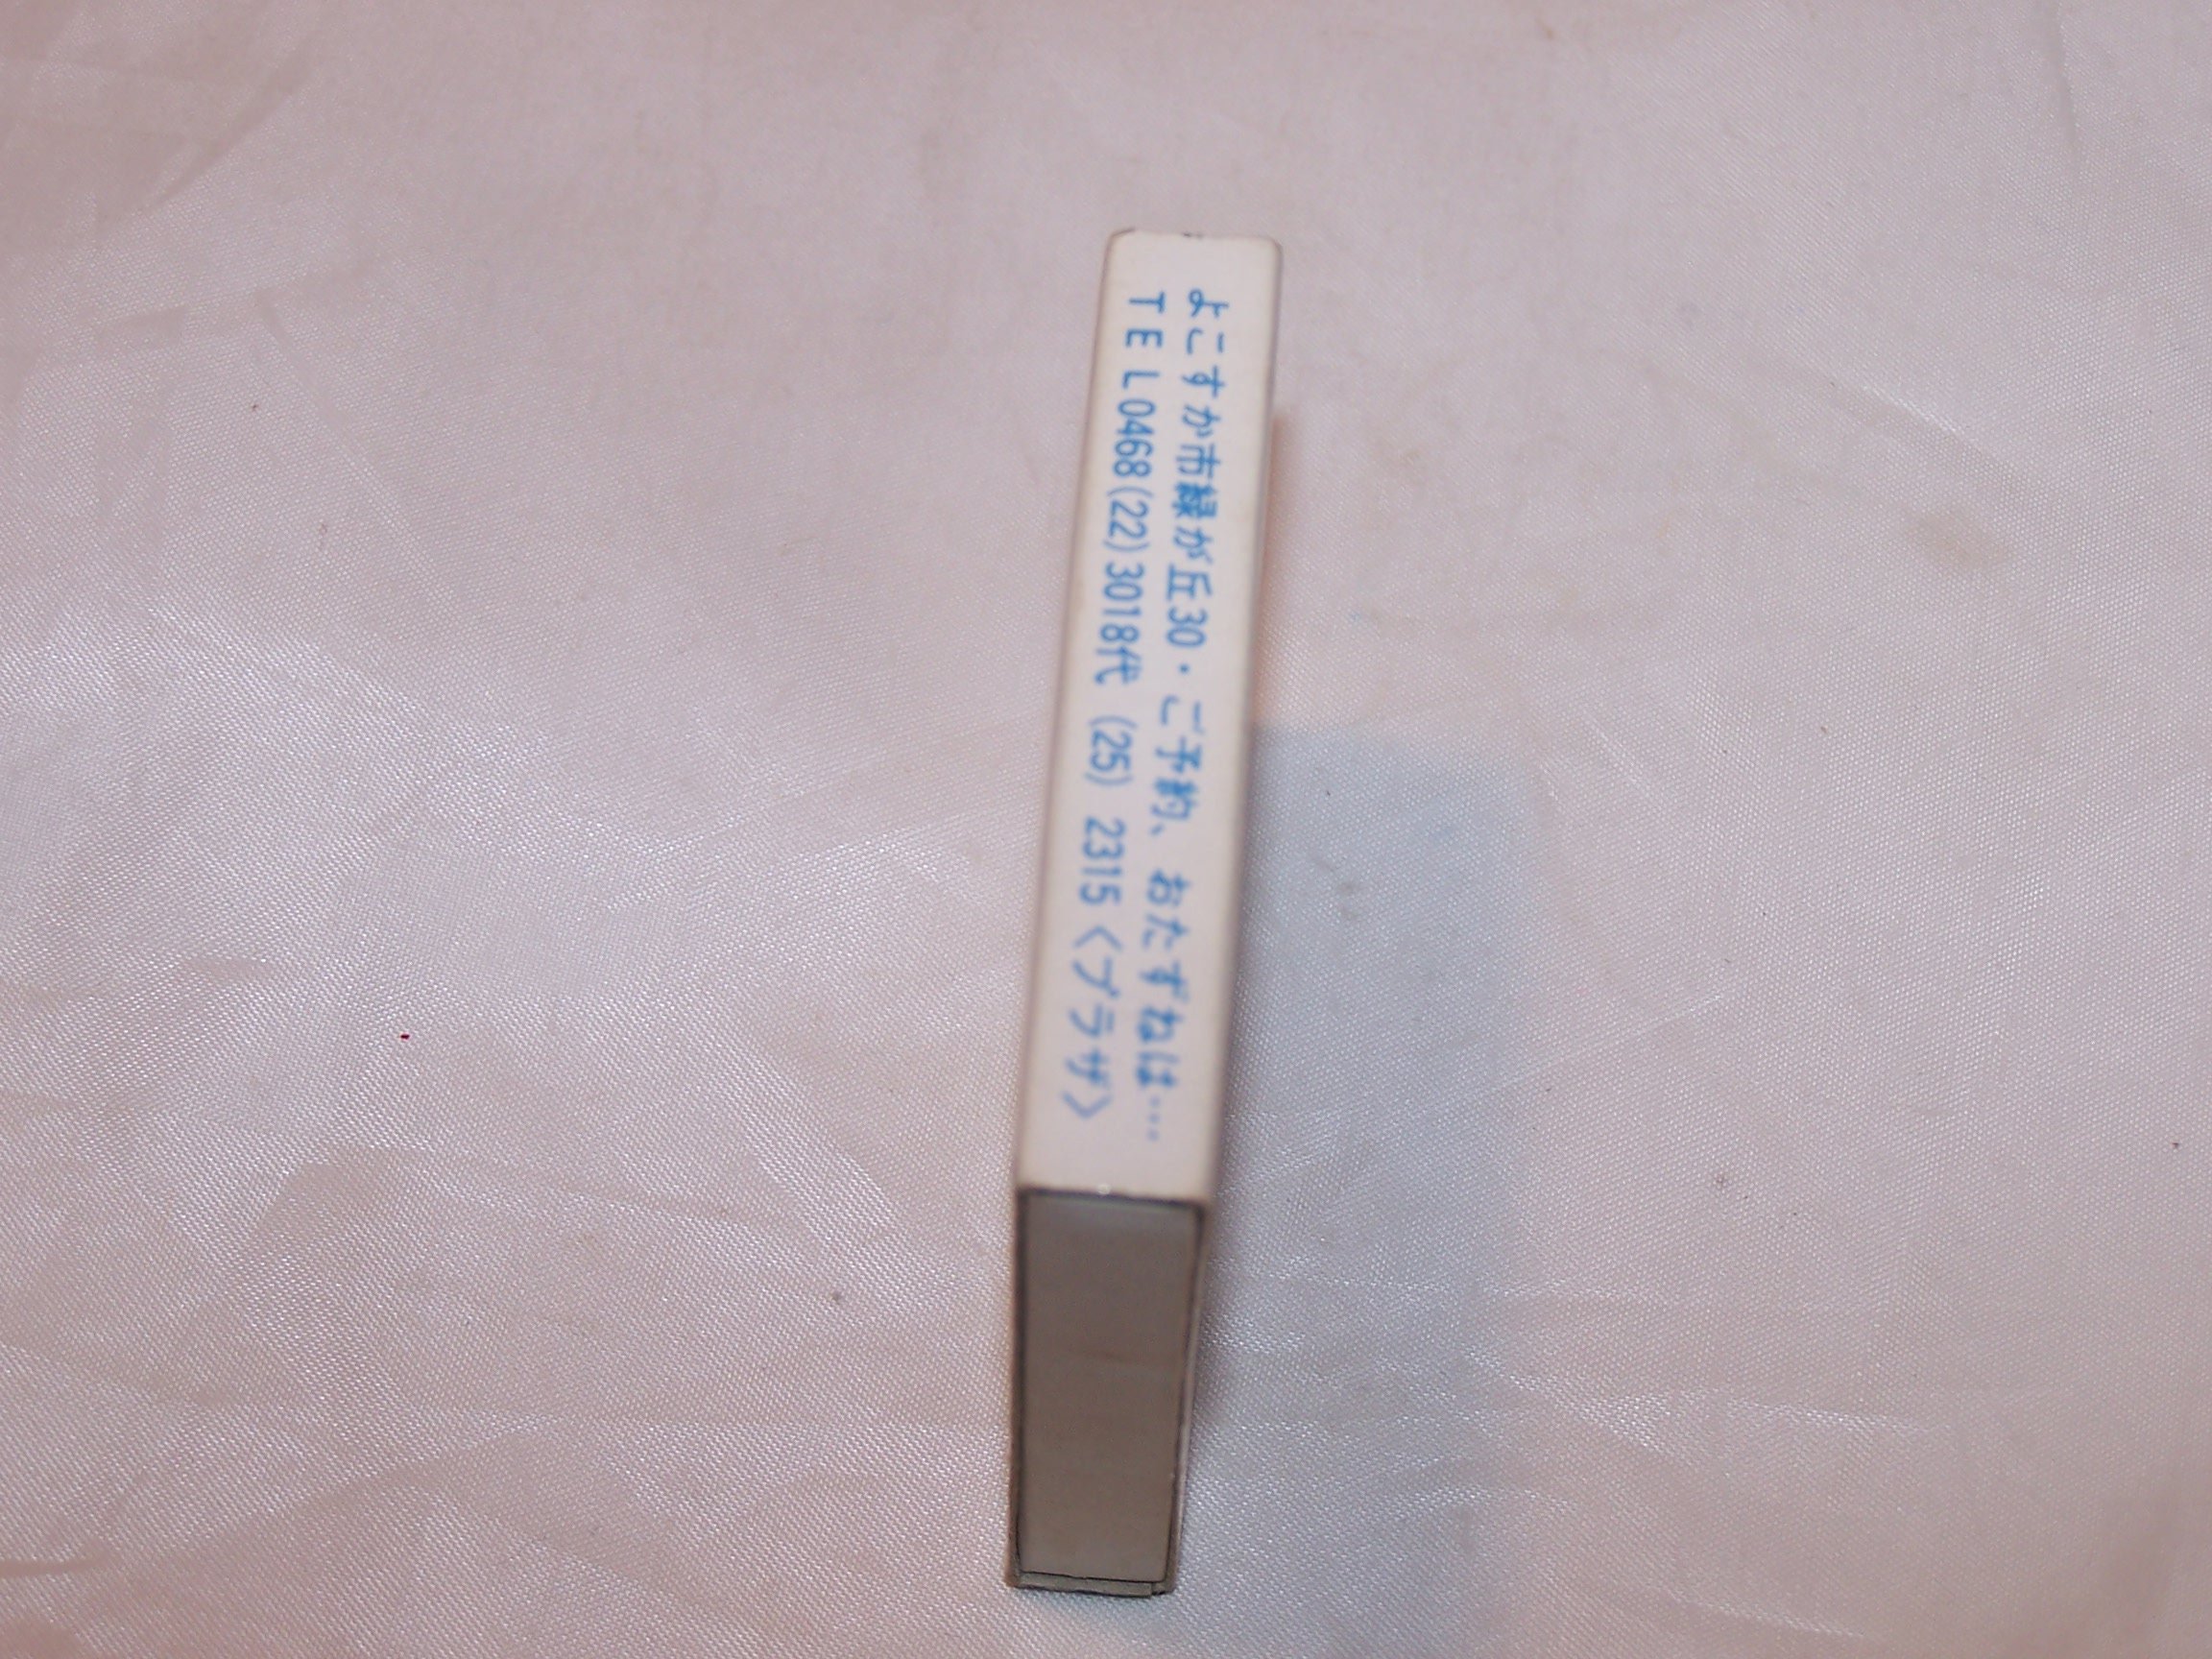 よこすか市緑が丘30・ご予約、おたずねは…
TEL0468(22)3018代 (25) 2315〈プラザ〉